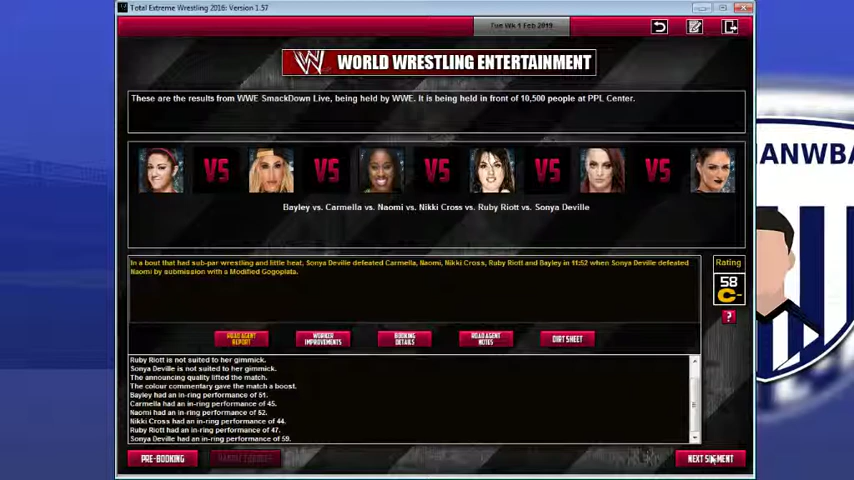 Total Extreme Wrestling 2016: Version 1.57
Tue Wk 1 Feb 2019
WORLD WRESTLING ENTERTAINMENT
These are the results from WWE SmackDown Live, being held by WWE. It is being held in front of 10,500 people at PPL Center.
VS VS VS VS VS
ANWBA
Bayley vs. Carmella vs. Naomi vs. Nikki Cross vs. Ruby Riott vs. Sonya Deville
In a bout that had sub-par wrestling and little heat, Sonya Deville defeated Carmella, Naomi, Nikki Cross, Ruby Riott and Bayley in 11:52 when Sonya Deville defeated
Naomi by submission with a Modified Gogoplata.
Rating
58
C-
?
ROAD AGENT REPORT
WORKER IMPROVEMENTS
BOOKING DETAILS
ROAD AGENT NOTES
DIRT SHEET
Ruby Riott is not suited to her gimmick.
Sonya Deville is not suited to her gimmick.
The announcing quality lifted the match.
The colour commentary gave the match a boost.
Bayley had an in-ring performance of 51.
Carmella had an in-ring performance of 45.
Naomi had an in-ring performance of 52.
Nikki Cross had an in-ring performance of 44.
Ruby Riott had an in-ring performance of 47.
Sonya Deville had an in-ring performance of 59.
PRE-BOOKING
NEXT SEGMENT